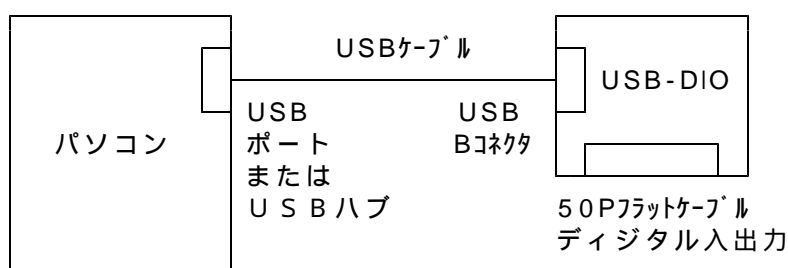 USBｹｰﾌﾞﾙ
USB-DIO
パソコン
USB
ポート
または
ＵＳＢハブ
USB
Bｺﾈｸﾀ
５０Pﾌﾗｯﾄｹｰﾌﾞﾙ
ディジタル入出力